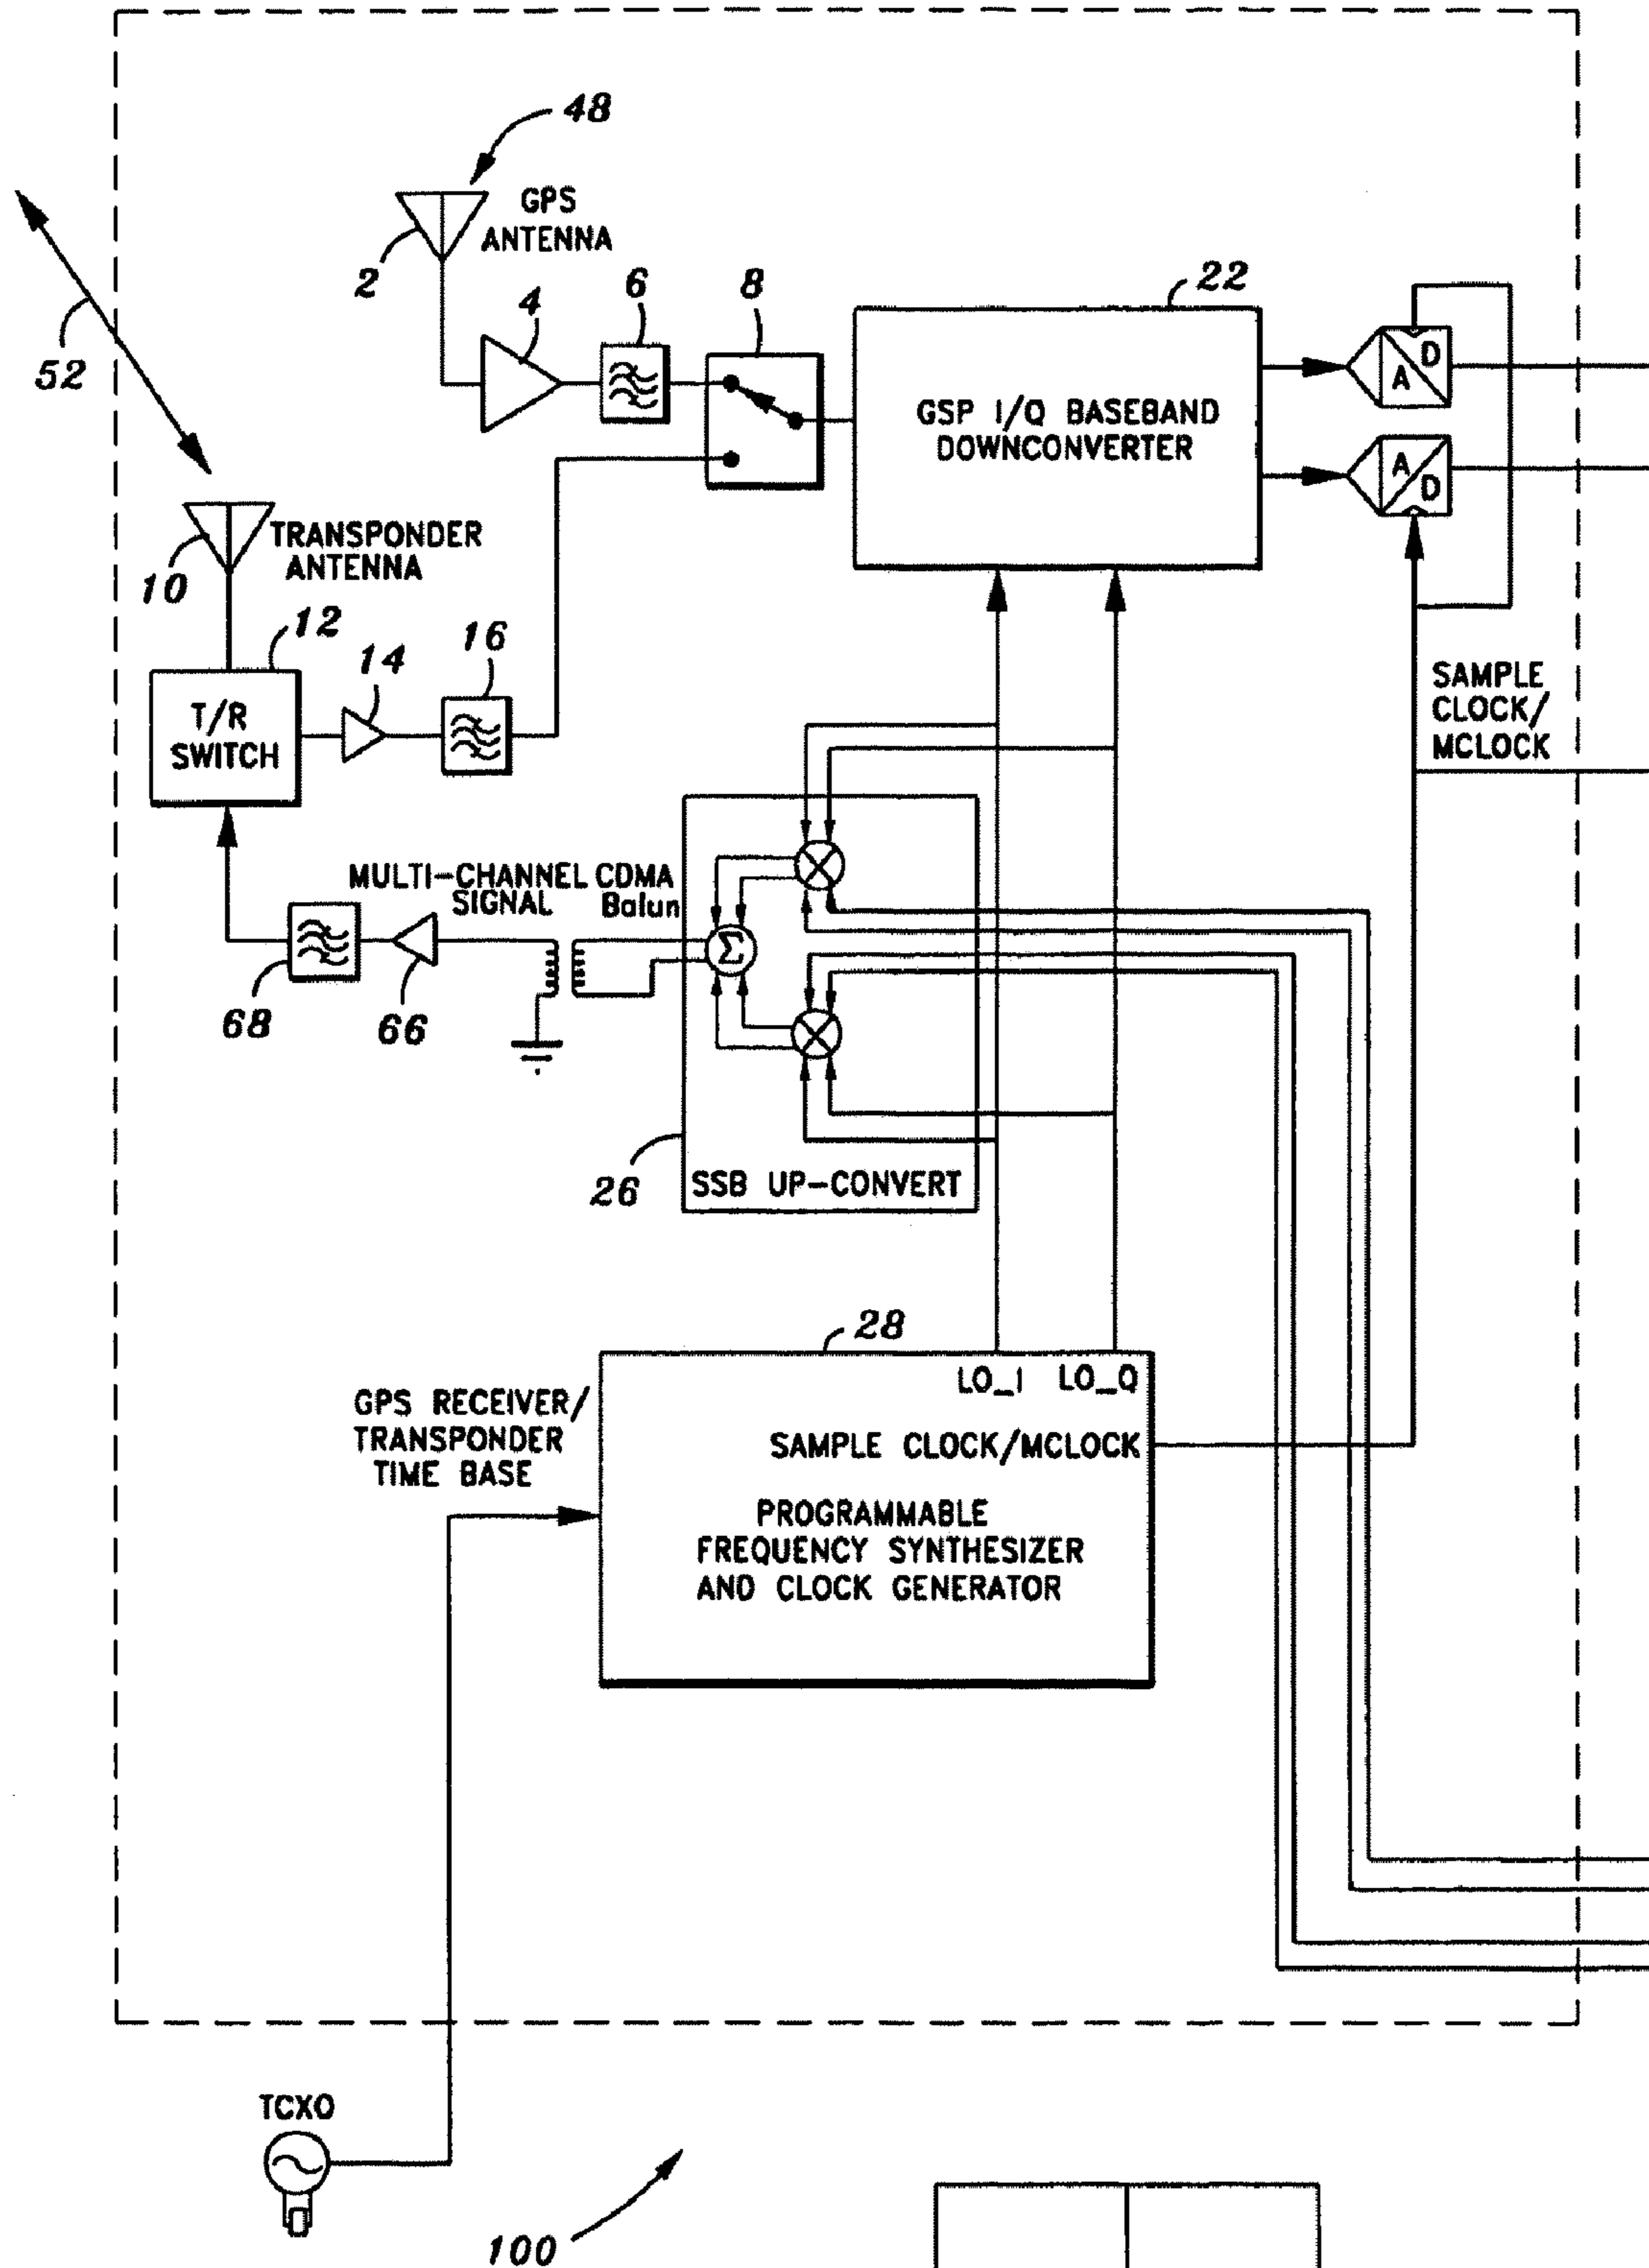 48
GPS
ANTENNA
2
52
4
6
8
22
GSP I/Q BASEBAND
DOWNCONVERTER
A D
A D
10
TRANSPONDER
ANTENNA
12
14
16
T/R
SWITCH
SAMPLE
CLOCK/
MCLOCK
MULTI-CHANNEL CDMA
SIGNAL Balun
Σ
68
66
26
SSB UP-CONVERT
28
LO_I LO_Q
GPS RECEIVER/
TRANSPONDER
TIME BASE
SAMPLE CLOCK/MCLOCK
PROGRAMMABLE
FREQUENCY SYNTHESIZER
AND CLOCK GENERATOR
TCXO
100